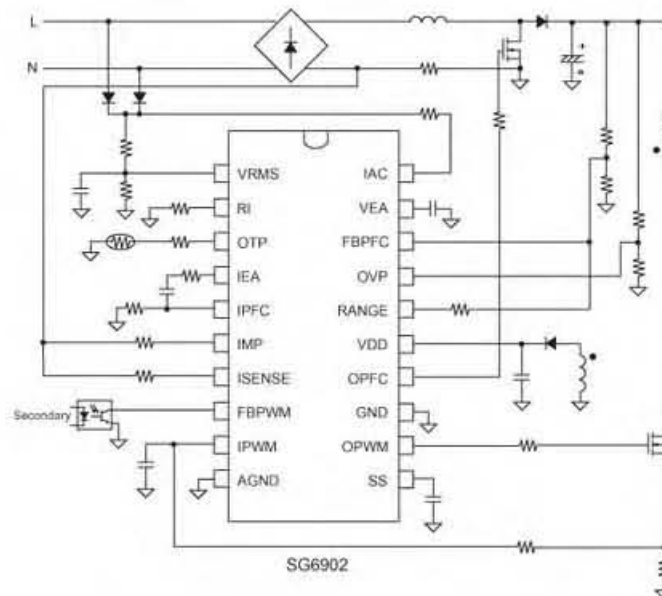 L
N
VRMS
IAC
RI
VEA
OTP
FBPFC
IEA
OVP
IPFC
RANGE
IMP
VDD
ISENSE
OPFC
Secondary
FBPWM
GND
IPWM
OPWM
AGND
SS
SG6902